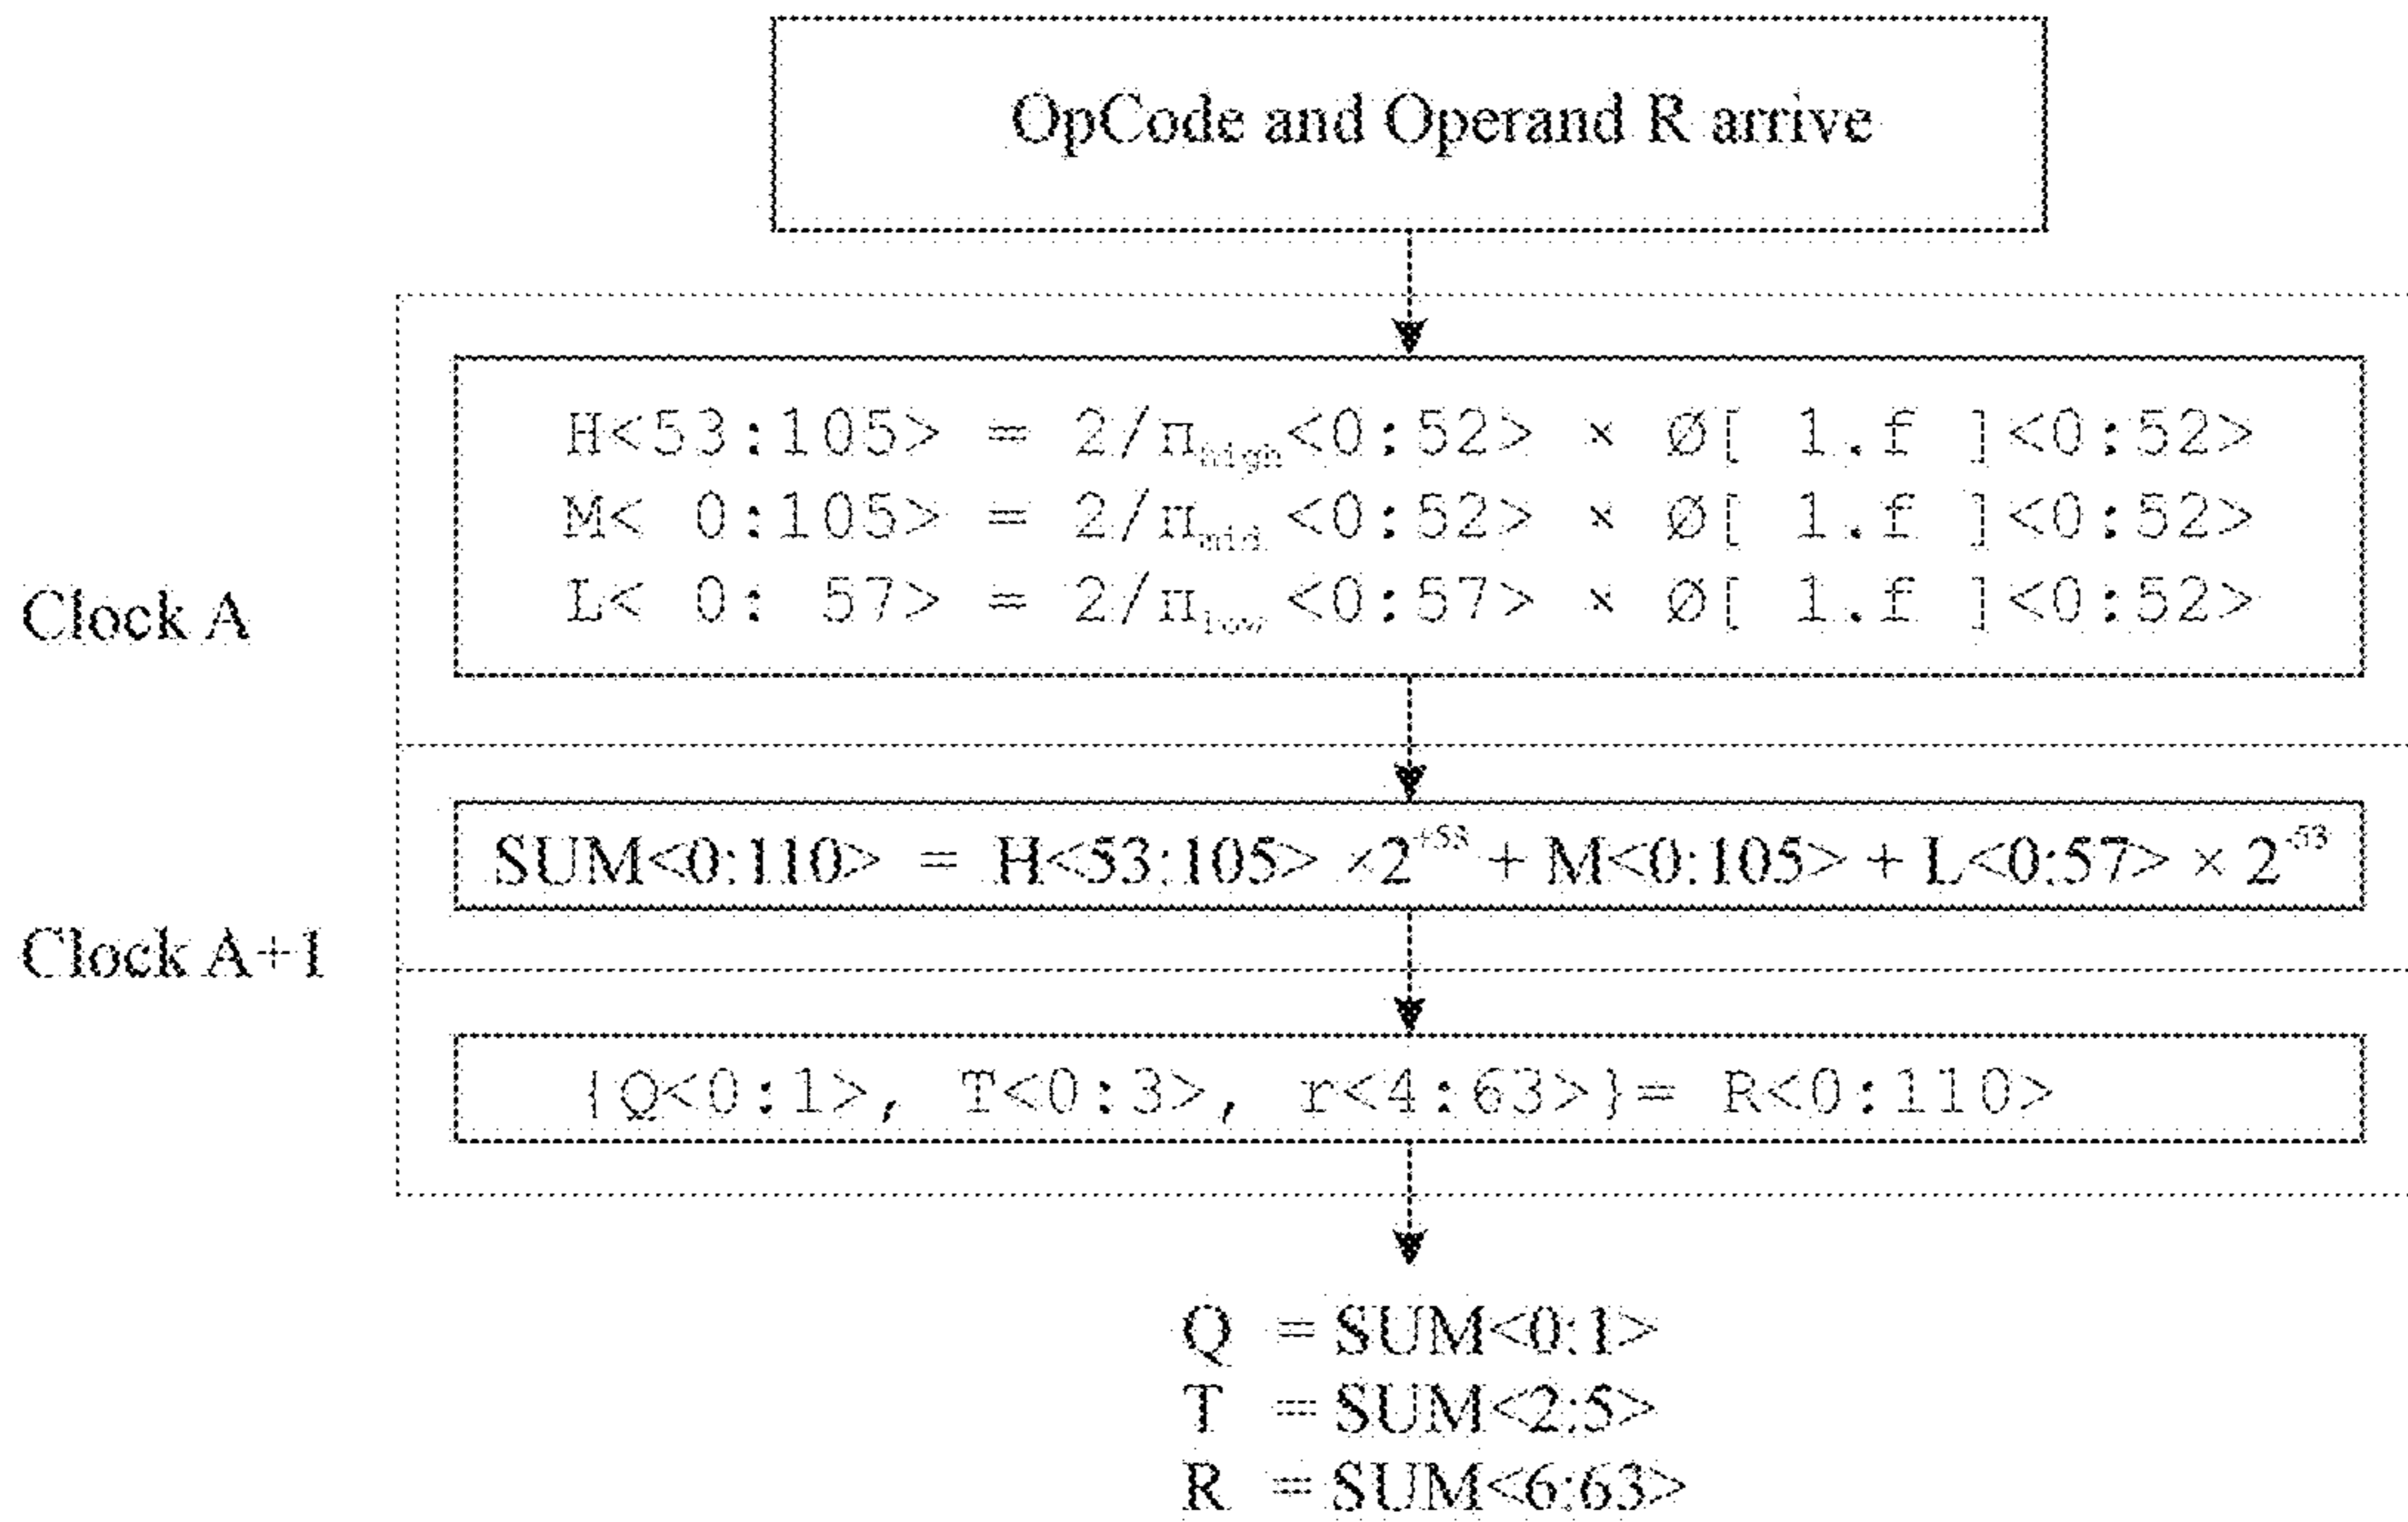 OpCode and Operand R arrive
H<53:105> = 2/π_high<0:52> × Ø[ 1.f ]<0:52>
M< 0:105> = 2/π_mid<0:52> × Ø[ 1.f ]<0:52>
L< 0: 57> = 2/π_low<0:57> × Ø[ 1.f ]<0:52>
Clock A
SUM<0:110> = H<53:105> ×2^+53 + M<0:105> + L<0:57> × 2^-53
Clock A+1
{Q<0:1>, T<0:3>, r<4:63>}= R<0:110>
Q = SUM<0:1>
T = SUM<2:5>
R = SUM<6:63>